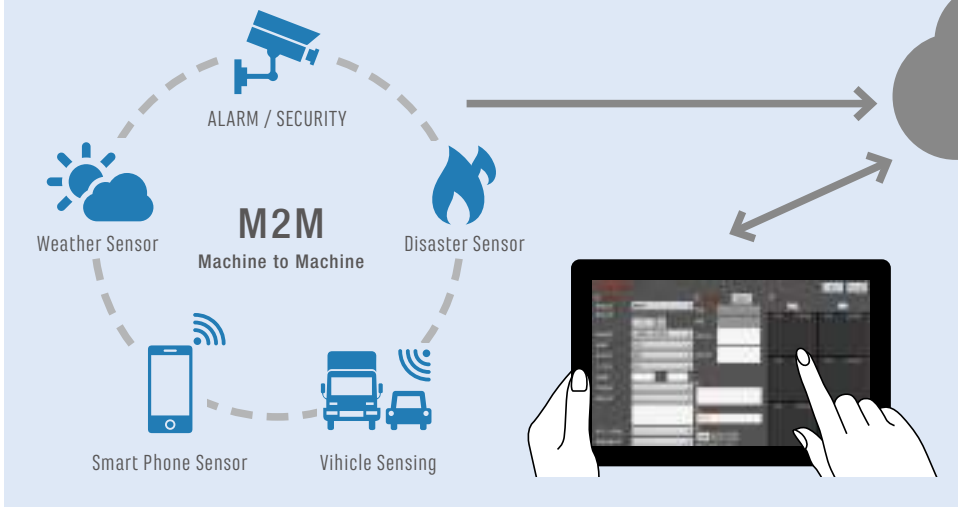 ALARM / SECURITY
Weather Sensor
M2M
Machine to Machine
Disaster Sensor
Smart Phone Sensor
Vihicle Sensing